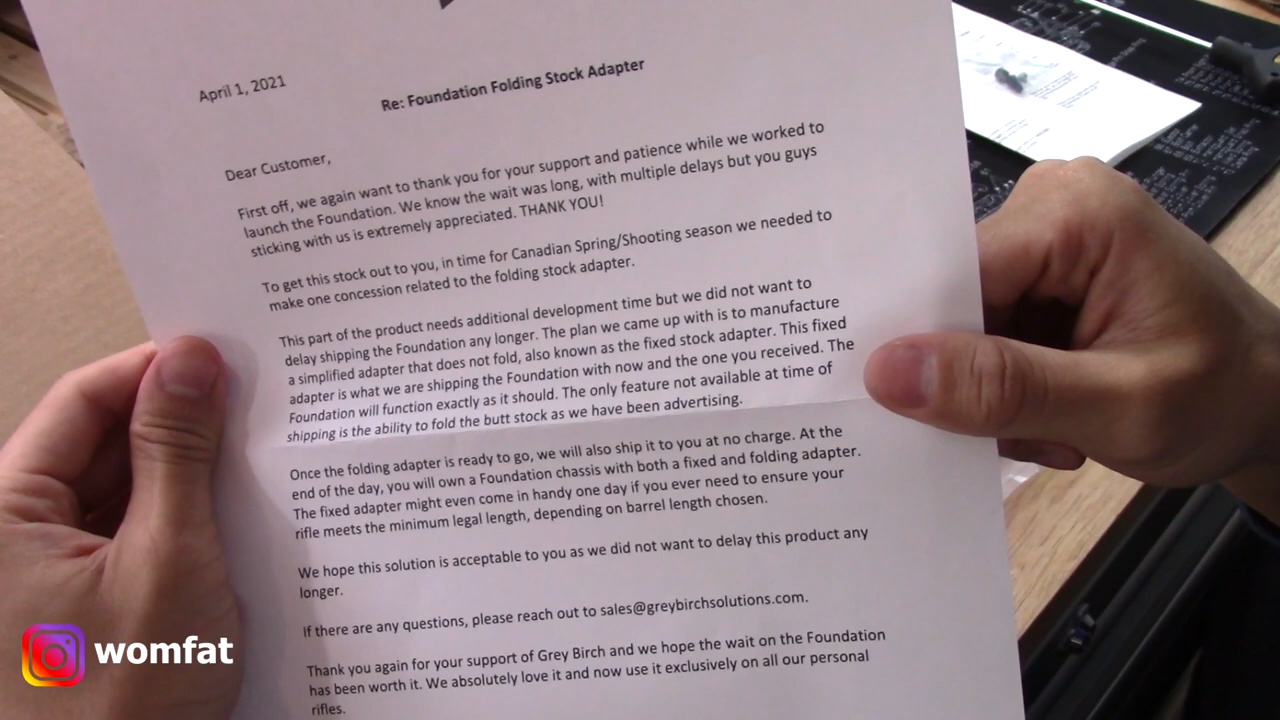 April 1, 2021
Re: Foundation Folding Stock Adapter
Dear Customer,
First off, we again want to thank you for your support and patience while we worked to
launch the Foundation. We know the wait was long, with multiple delays but you guys
sticking with us is extremely appreciated. THANK YOU!
To get this stock out to you, in time for Canadian Spring/Shooting season we needed to
make one concession related to the folding stock adapter.
This part of the product needs additional development time but we did not want to
delay shipping the Foundation any longer. The plan we came up with is to manufacture
a simplified adapter that does not fold, also known as the fixed stock adapter. This fixed
adapter is what we are shipping the Foundation with now and the one you received. The
Foundation will function exactly as it should. The only feature not available at time of
shipping is the ability to fold the butt stock as we have been advertising.
Once the folding adapter is ready to go, we will also ship it to you at no charge. At the
end of the day, you will own a Foundation chassis with both a fixed and folding adapter.
The fixed adapter might even come in handy one day if you ever need to ensure your
rifle meets the minimum legal length, depending on barrel length chosen.
We hope this solution is acceptable to you as we did not want to delay this product any
longer.
If there are any questions, please reach out to sales@greybirchsolutions.com.
Thank you again for your support of Grey Birch and we hope the wait on the Foundation
has been worth it. We absolutely love it and now use it exclusively on all our personal
rifles.
womfat